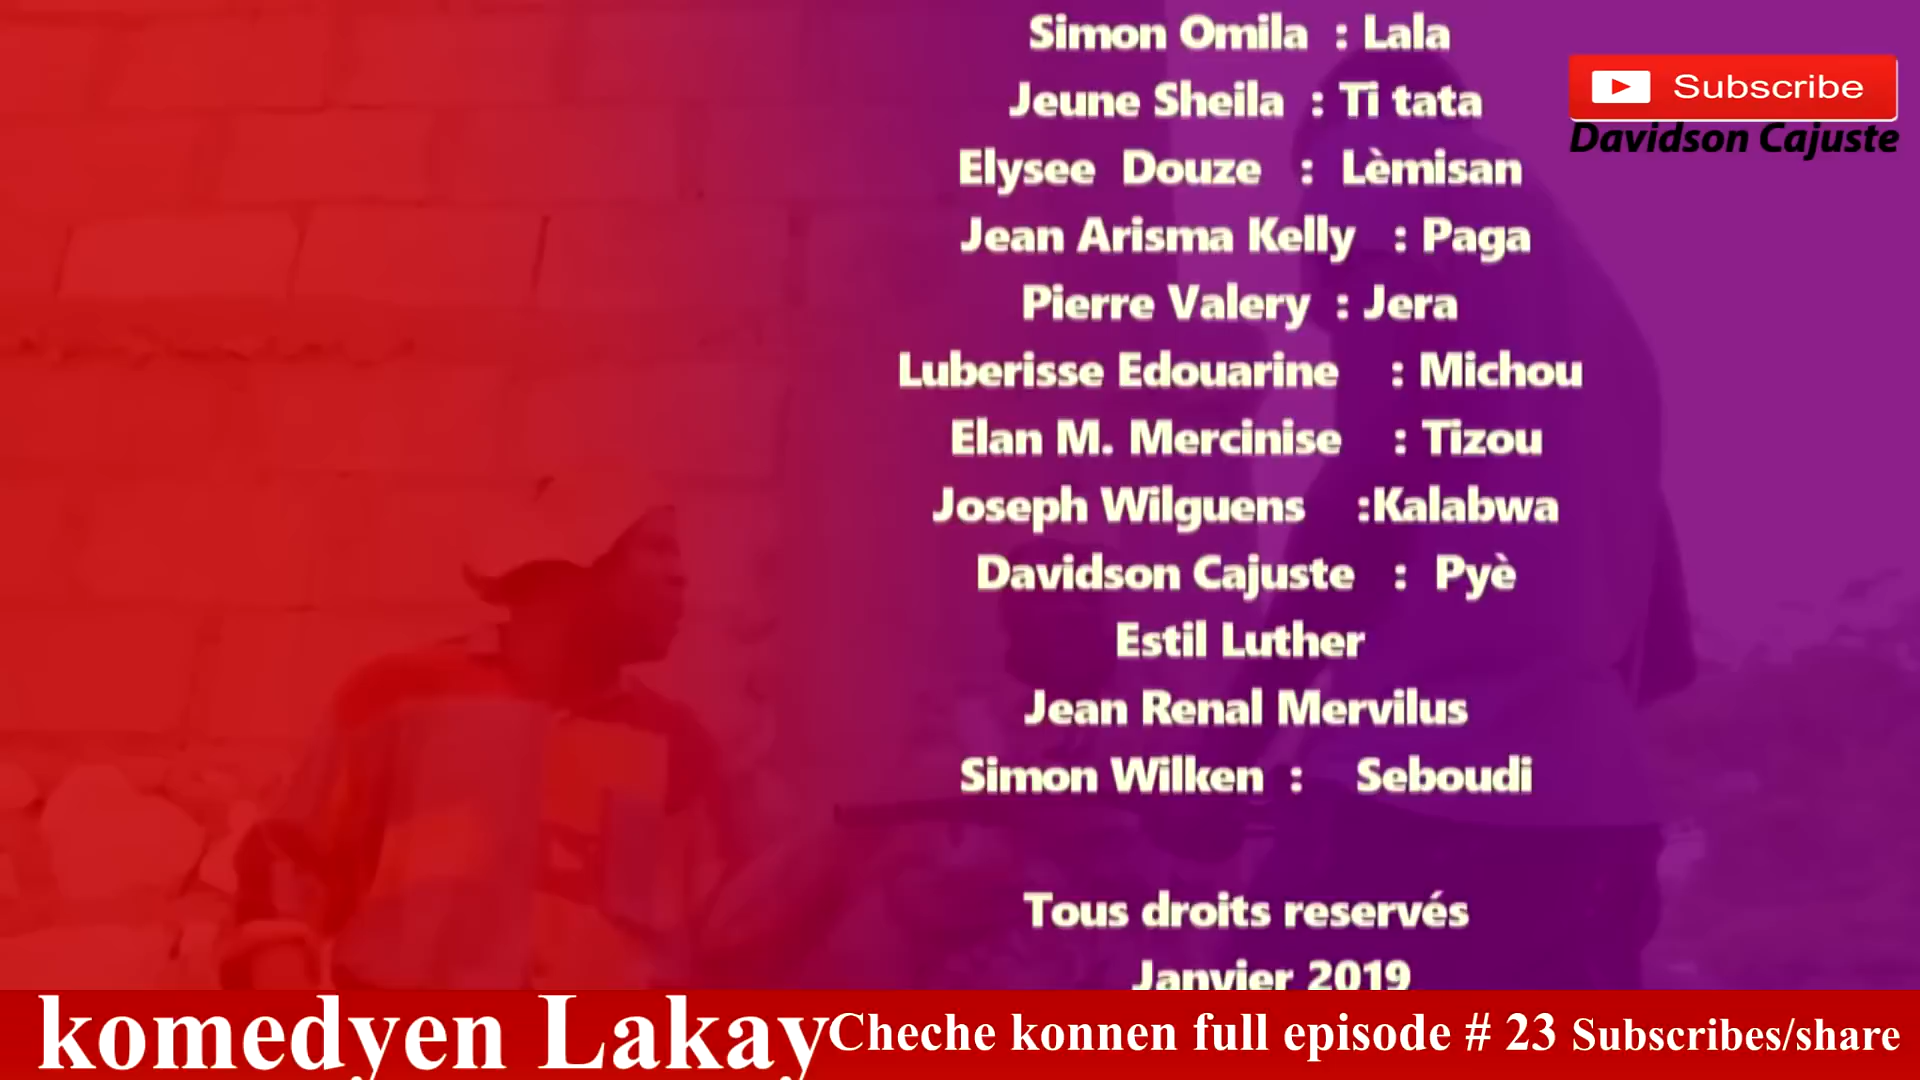 Simon Omila : Lala
Jeune Sheila : Ti tata
Elysee Douze : Lèmisan
Jean Arisma Kelly : Paga
Pierre Valery : Jera
Luberisse Edouarine : Michou
Elan M. Mercinise : Tizou
Joseph Wilguens :Kalabwa
Davidson Cajuste : Pyè
Estil Luther
Jean Renal Mervilus
Simon Wilken : Seboudi
Tous droits reservés
Janvier 2019
Subscribe
Davidson Cajuste
komedyen Lakay Cheche konnen full episode # 23 Subscribes/share